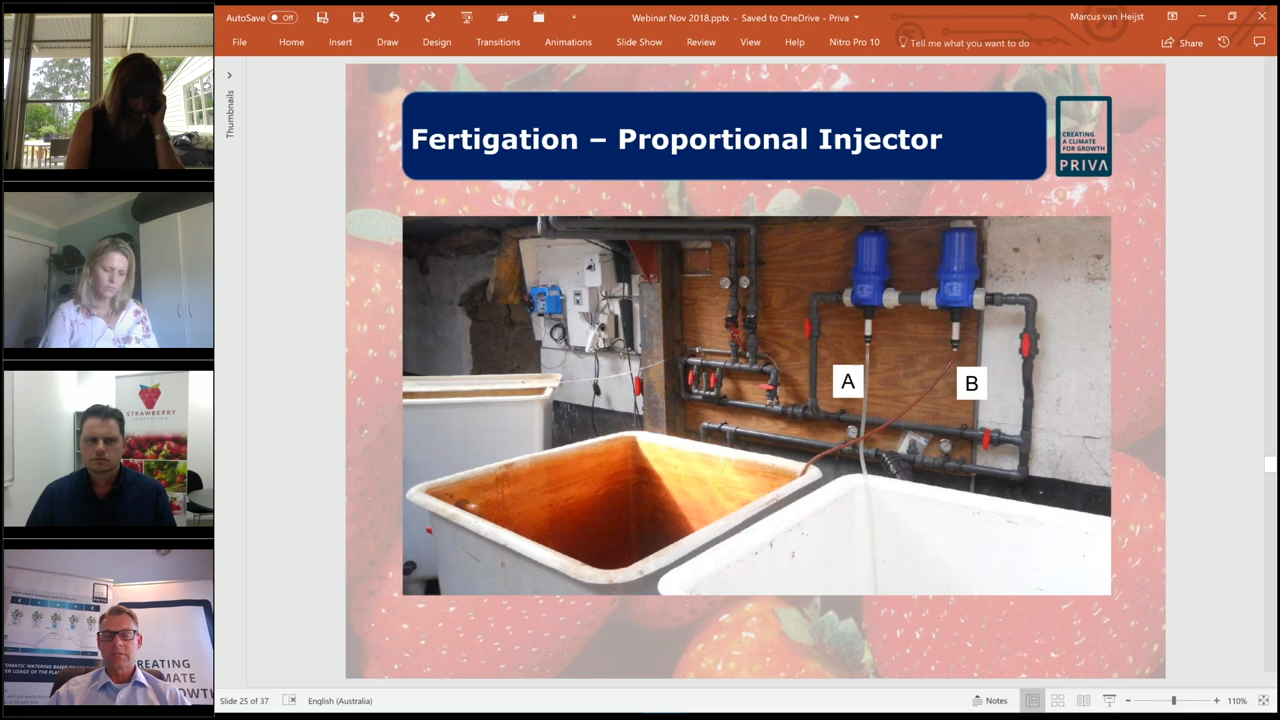 AutoSave Off
Webinar Nov 2018.pptx - Saved to OneDrive - Priva
Marcus van Heijst
File Home Insert Draw Design Transitions Animations Slide Show Review View Help Nitro Pro 10 Tell me what you want to do
Share
Thumbnails
Fertigation – Proportional Injector
CREATING
A CLIMATE
FOR GROWTH
PRIVA
A
B
STRAWBERRY
PRIVA
CREATING
CLIMATE
Slide 25 of 37
English (Australia)
Notes
110%